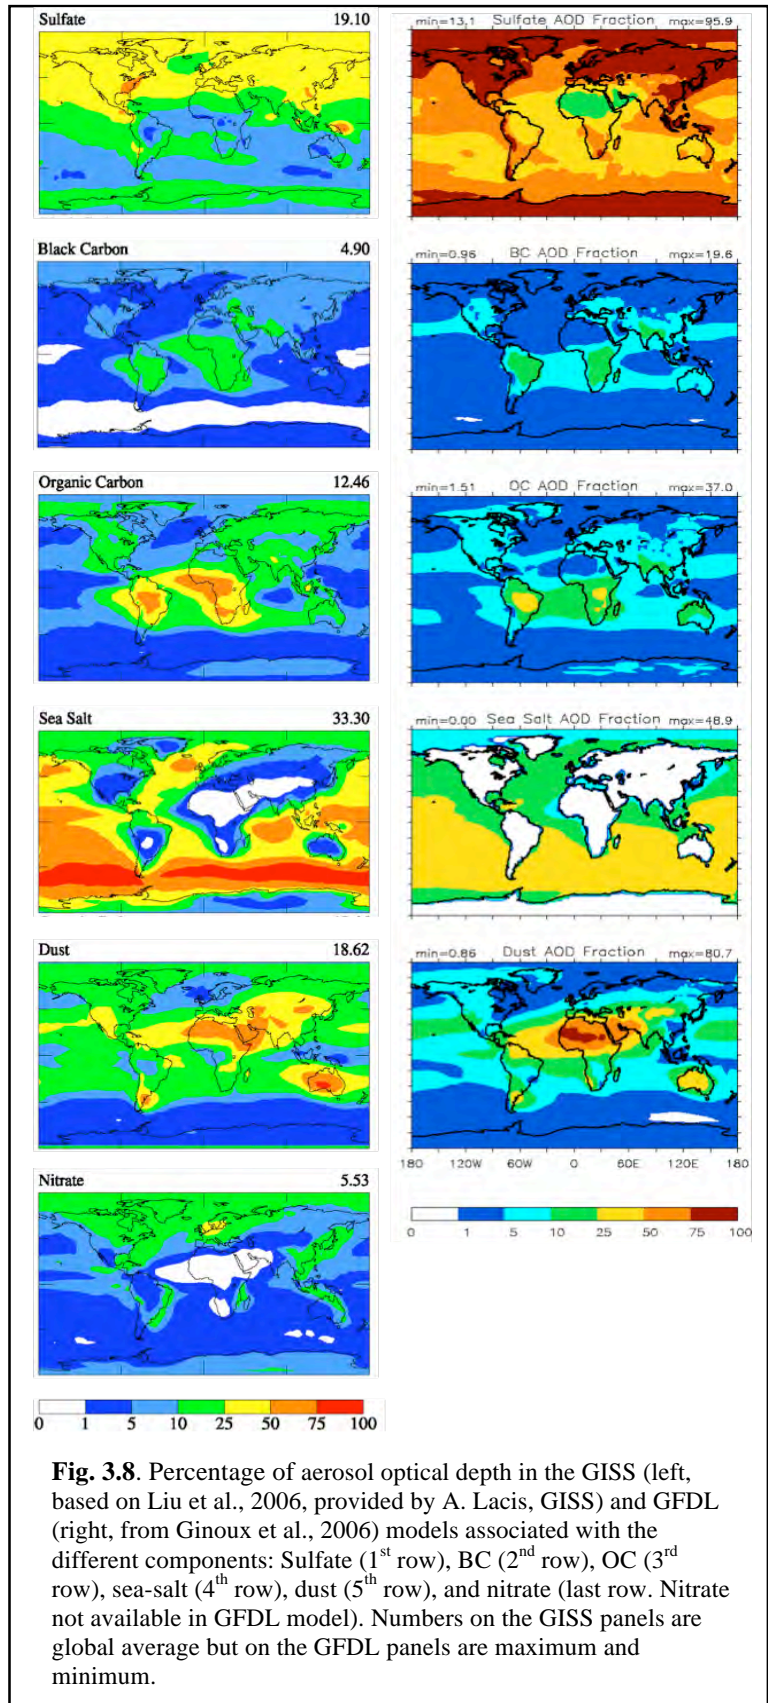 Sulfate 19.10
min=13.1 Sulfate AOD Fraction max=95.9
Black Carbon 4.90
min=0.96 BC AOD Fraction max=19.6
Organic Carbon 12.46
min=1.51 OC AOD Fraction max=37.0
Sea Salt 33.30
min=0.00 Sea Salt AOD Fraction max=48.9
Dust 18.62
min=0.86 Dust AOD Fraction max=80.7
180 120W 60W 0 60E 120E 180
Nitrate 5.53
0 1 5 10 25 50 75 100
0 1 5 10 25 50 75 100
Fig. 3.8. Percentage of aerosol optical depth in the GISS (left,
based on Liu et al., 2006, provided by A. Lacis, GISS) and GFDL
(right, from Ginoux et al., 2006) models associated with the
different components: Sulfate (1st row), BC (2nd row), OC (3rd
row), sea-salt (4th row), dust (5th row), and nitrate (last row. Nitrate
not available in GFDL model). Numbers on the GISS panels are
global average but on the GFDL panels are maximum and
minimum.